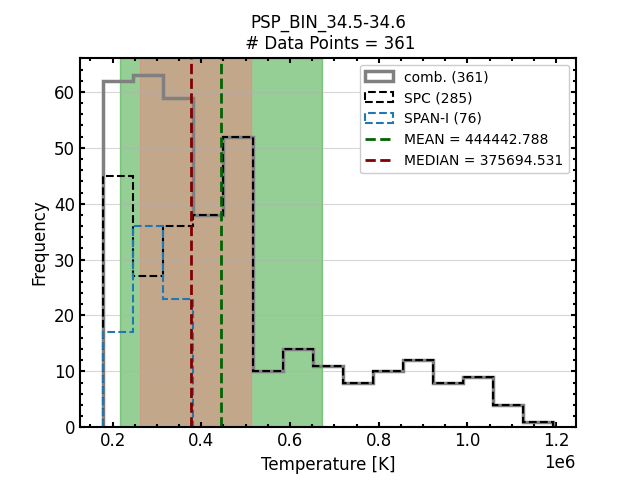 PSP_BIN_34.5-34.6
# Data Points = 361
comb. (361)
SPC (285)
SPAN-I (76)
MEAN = 444442.788
MEDIAN = 375694.531
Frequency
60
50
40
30
20
10
0
0.2 0.4 0.6 0.8 1.0 1.2
1e6
Temperature [K]